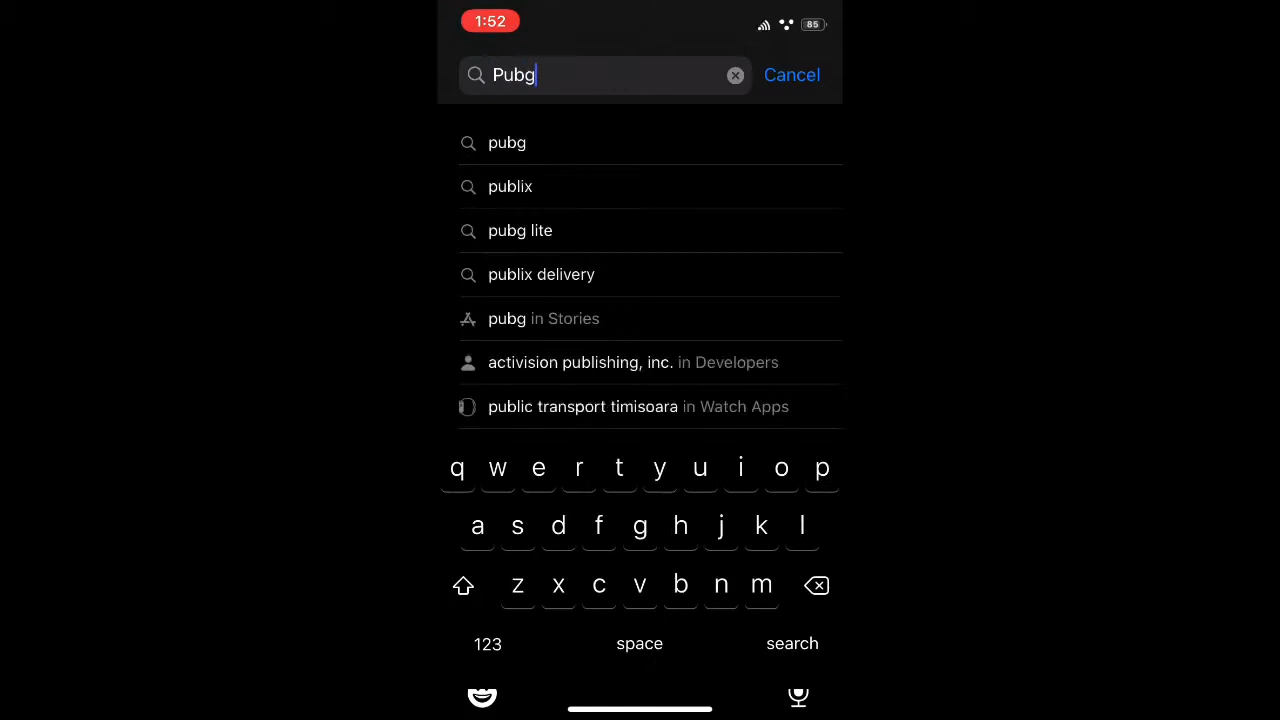 1:52
85
Pubg
Cancel
pubg
publix
pubg lite
publix delivery
pubg in Stories
activision publishing, inc. in Developers
public transport timisoara in Watch Apps
q w e r t y u i o p
a s d f g h j k l
z x c v b n m
123 space search